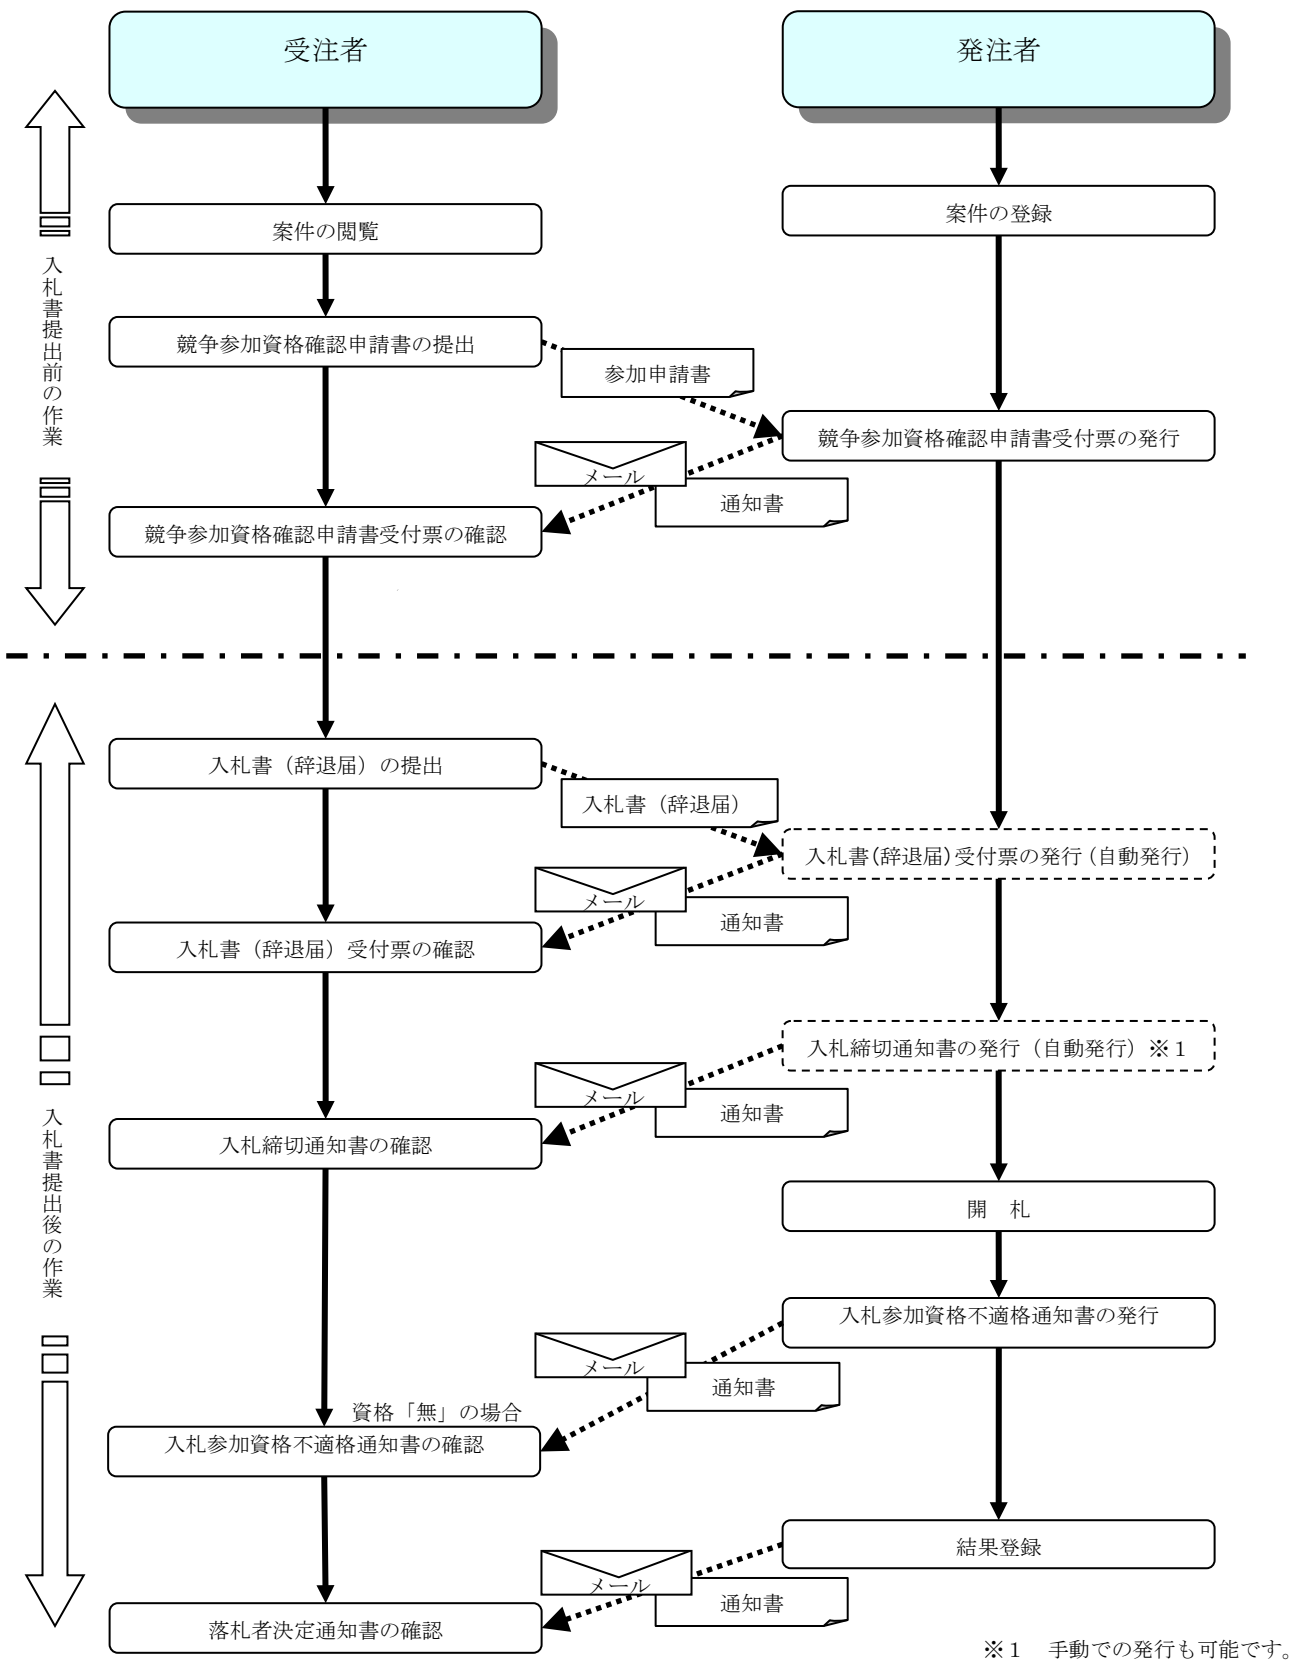 受注者
発注者
案件の登録
案件の閲覧
入札書提出前の作業
競争参加資格確認申請書の提出
参加申請書
競争参加資格確認申請書受付票の発行
メール
通知書
競争参加資格確認申請書受付票の確認
入札書（辞退届）の提出
入札書（辞退届）
入札書（辞退届）受付票の発行（自動発行）
メール
通知書
入札書（辞退届）受付票の確認
入札締切通知書の発行（自動発行）※１
メール
通知書
入札締切通知書の確認
入札書提出後の作業
開　札
入札参加資格不適格通知書の発行
メール
通知書
資格「無」の場合
入札参加資格不適格通知書の確認
結果登録
メール
通知書
落札者決定通知書の確認
※１　手動での発行も可能です。